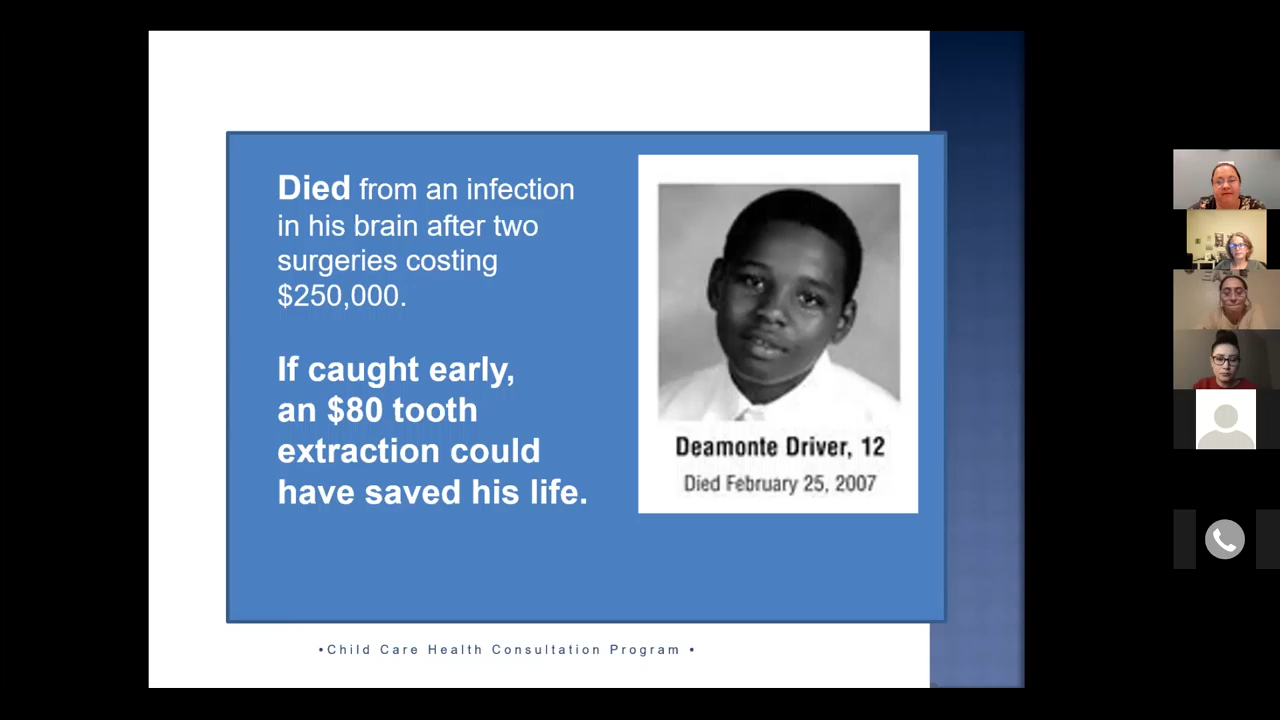 Died from an infection
in his brain after two
surgeries costing
$250,000.
If caught early,
an $80 tooth
extraction could
have saved his life.
Deamonte Driver, 12
Died February 25, 2007
•Child Care Health Consultation Program •